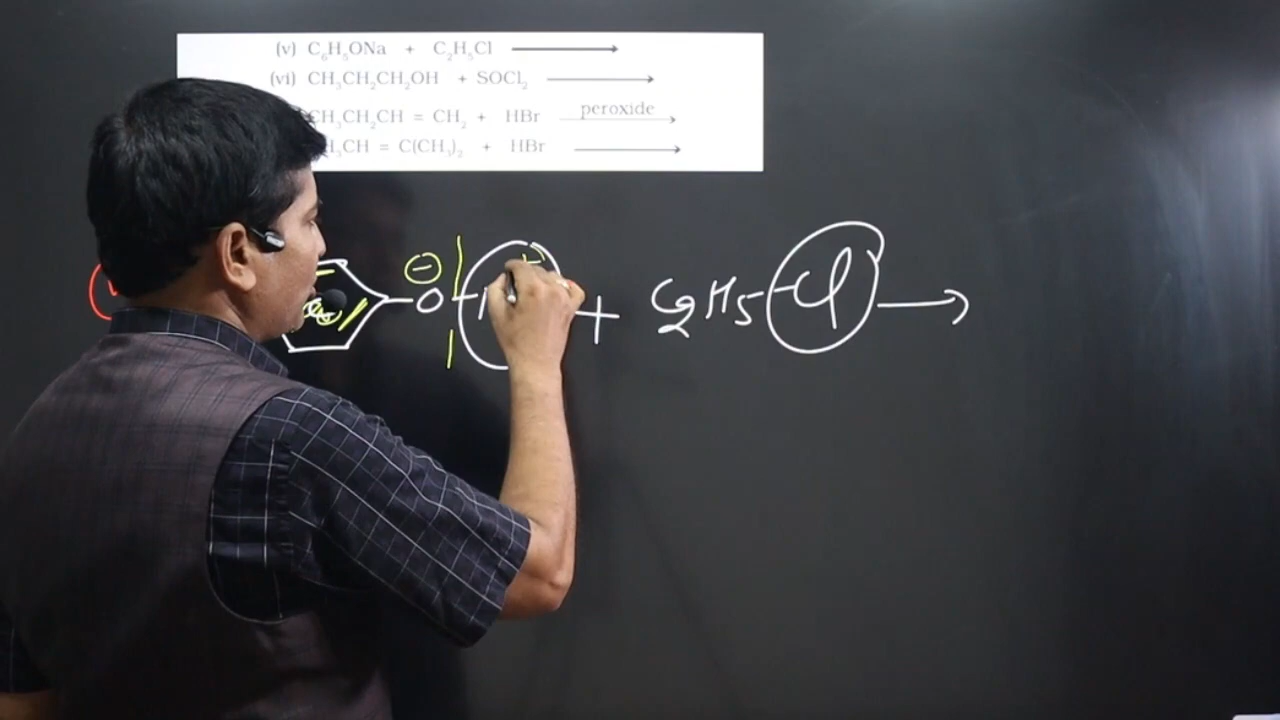 (v) C₆H₅ONa + C₂H₅Cl ⟶
(vi) CH₃CH₂CH₂OH + SOCl₂ ⟶
CH₃CH₂CH = CH₂ + HBr peroxide ⟶
H₃CH = C(CH₃)₂ + HBr ⟶
⊖
O + C₂H₅-Cl ⟶